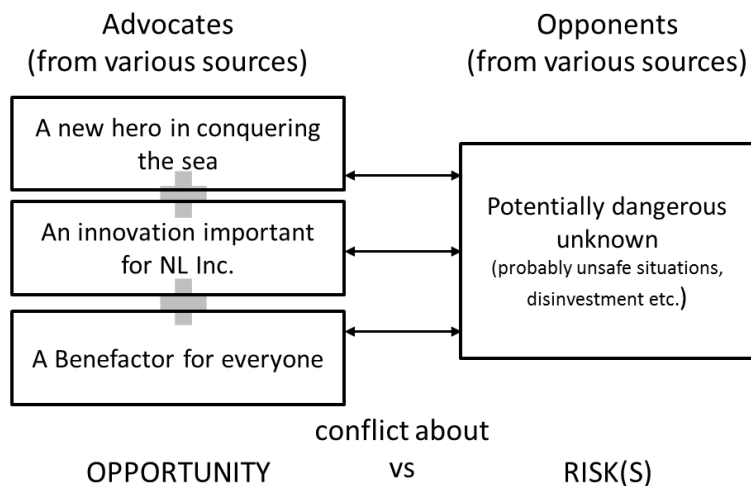 Advocates
(from various sources)
Opponents
(from various sources)
A new hero in conquering
the sea
An innovation important
for NL Inc.
A Benefactor for everyone
Potentially dangerous
unknown
(probably unsafe situations,
disinvestment etc.)
conflict about
OPPORTUNITY vs RISK(S)